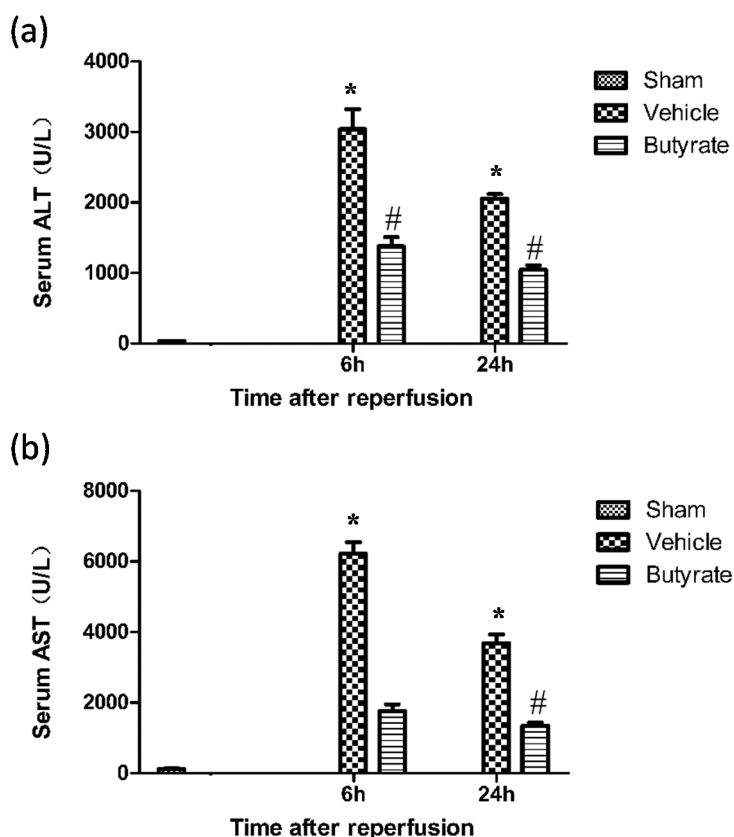 (a)
4000
3000
2000
1000
0
Serum ALT (U/L)
*
#
*
#
6h
24h
Time after reperfusion
Sham
Vehicle
Butyrate
(b)
8000
6000
4000
2000
0
Serum AST (U/L)
*
*
#
6h
24h
Time after reperfusion
Sham
Vehicle
Butyrate